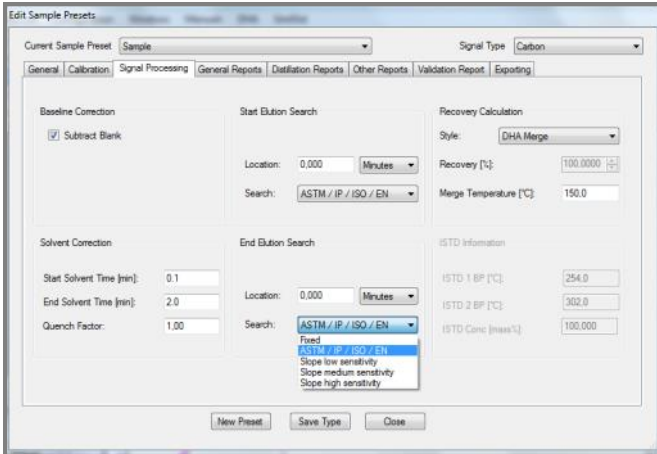 Edit Sample Presets
Current Sample Preset Sample Signal Type Carbon
General Calibration Signal Processing General Reports Distillation Reports Other Reports Validation Report Exporting
Baseline Correction Start Elution Search Recovery Calculation
Subtract Blank Style: DHA Merge
Location: 0,000 Minutes Recovery [%]: 100.0000
Search: ASTM / IP / ISO / EN Merge Temperature [°C]: 150.0
Solvent Correction End Elution Search ISTD Information
Start Solvent Time [min]: 0.1 ISTD 1 BP [°C]: 254.0
End Solvent Time [min]: 2.0 Location: 0,000 Minutes ISTD 2 BP [°C]: 302.0
Quench Factor: 1,00 Search: ASTM / IP / ISO / EN ISTD Conc [mass%]: 100,000
Fixed
ASTM / IP / ISO / EN
Slope low sensitivity
Slope medium sensitivity
Slope high sensitivity
New Preset Save Type Close